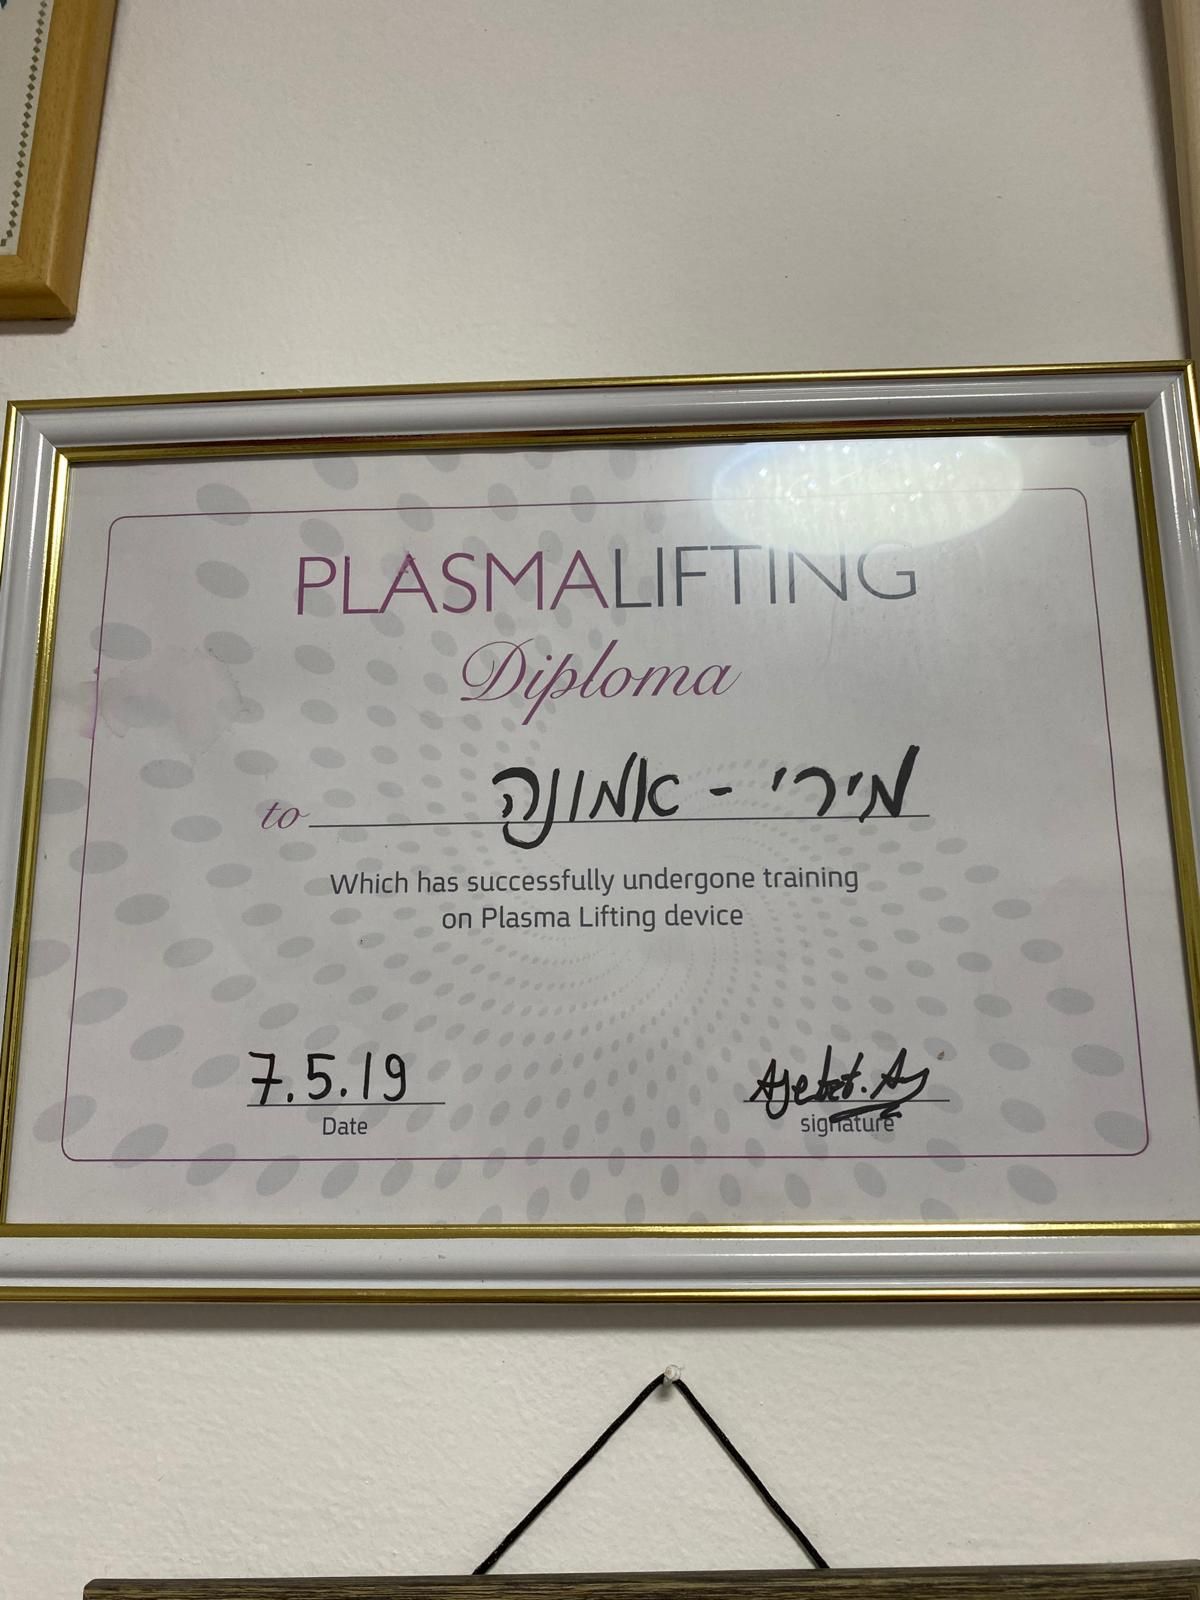 PLASMALIFTING
Diploma
to מירי - אמונה
Which has successfully undergone training
on Plasma Lifting device
7.5.19
Date
signature